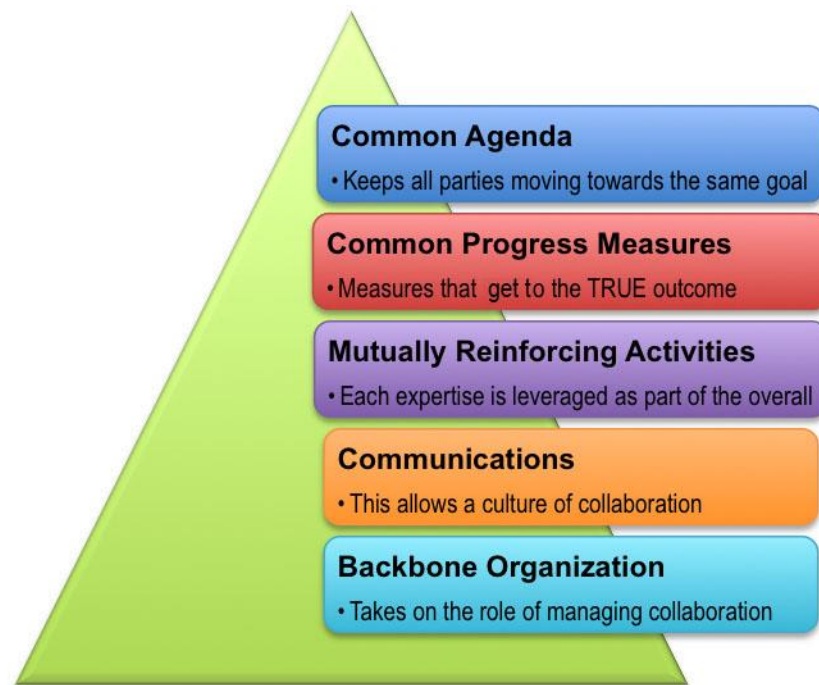 Common Agenda
• Keeps all parties moving towards the same goal
Common Progress Measures
• Measures that get to the TRUE outcome
Mutually Reinforcing Activities
• Each expertise is leveraged as part of the overall
Communications
• This allows a culture of collaboration
Backbone Organization
• Takes on the role of managing collaboration